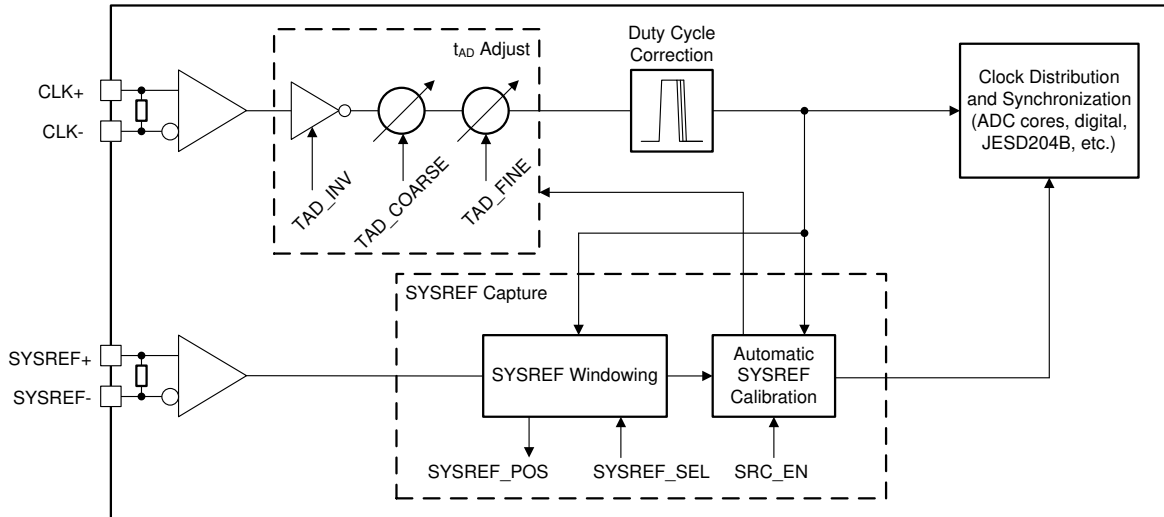 t_AD Adjust
Duty Cycle
Correction
CLK+
CLK-
TAD_INV
TAD_COARSE
TAD_FINE
Clock Distribution
and Synchronization
(ADC cores, digital,
JESD204B, etc.)
SYSREF Capture
SYSREF+
SYSREF-
SYSREF Windowing
Automatic
SYSREF
Calibration
SYSREF_POS
SYSREF_SEL
SRC_EN